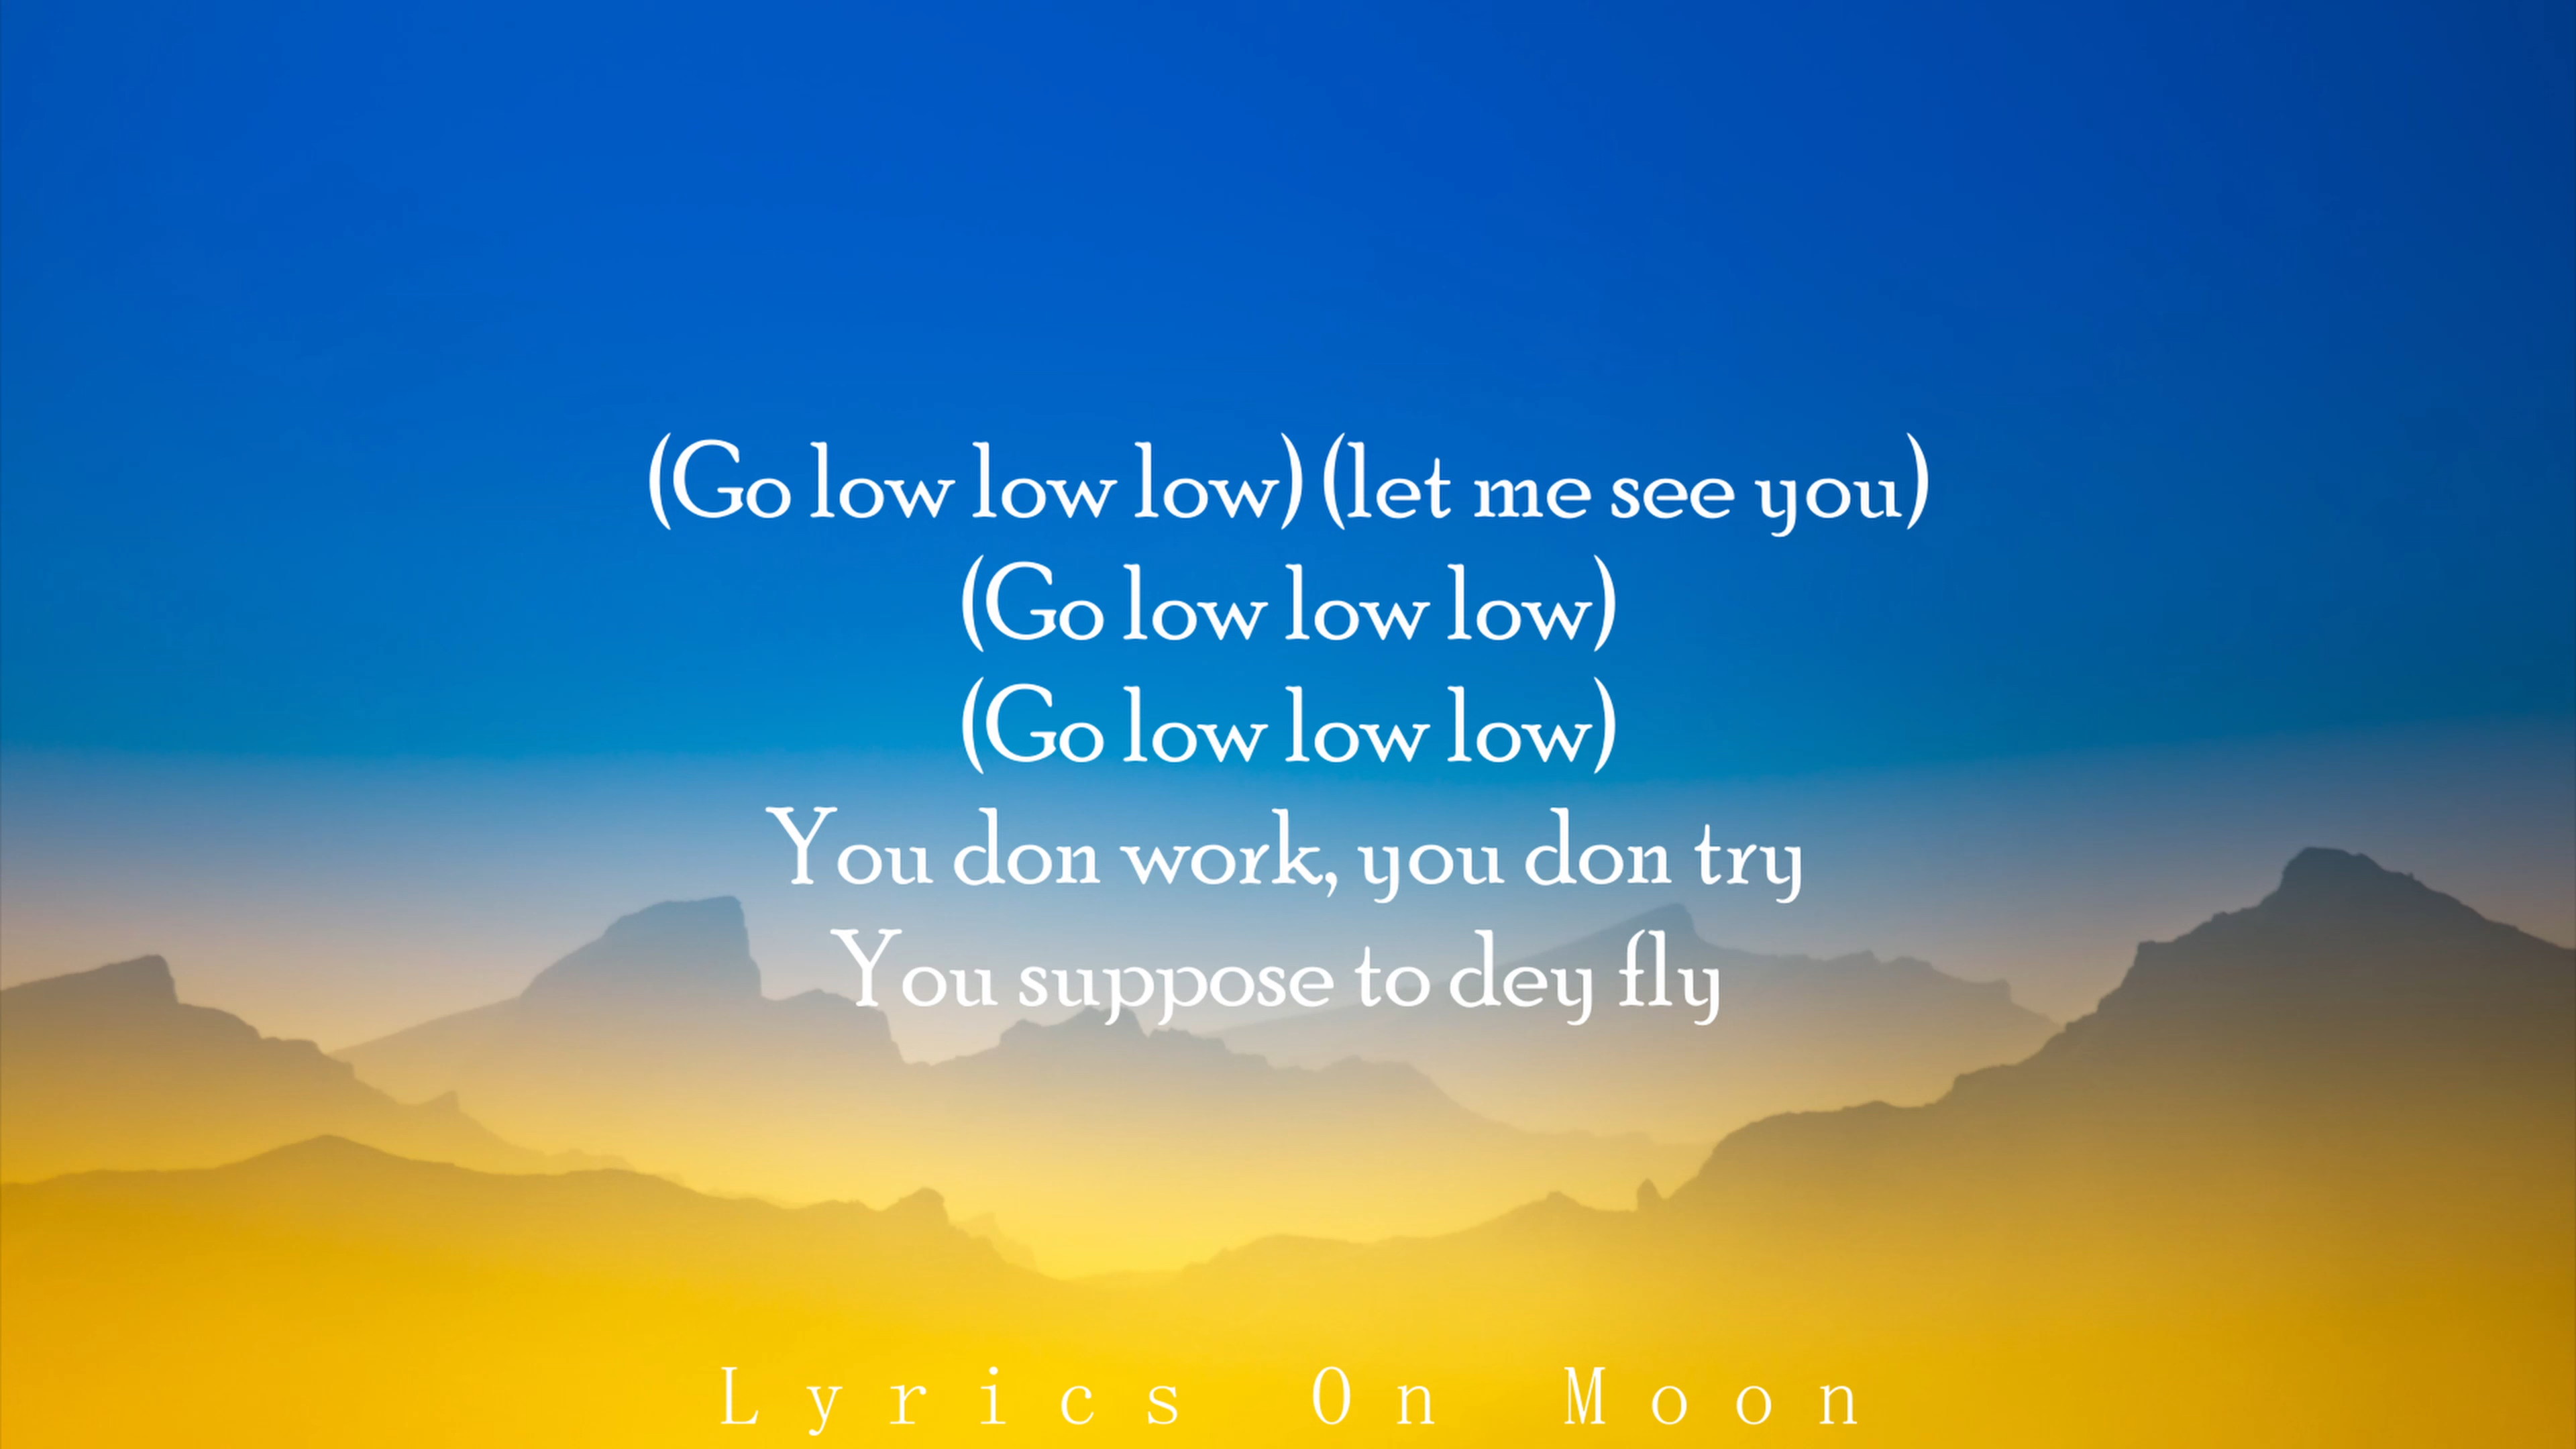 (Go low low low) (let me see you)
(Go low low low)
(Go low low low)
You don work, you don try
You suppose to dey fly
Lyrics On Moon